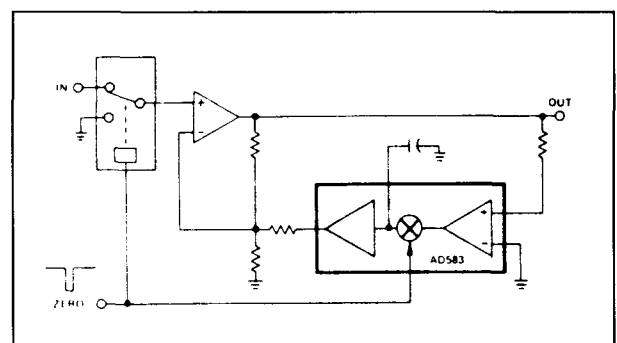 IN
+
-
OUT
+
-
AD583
ZERO